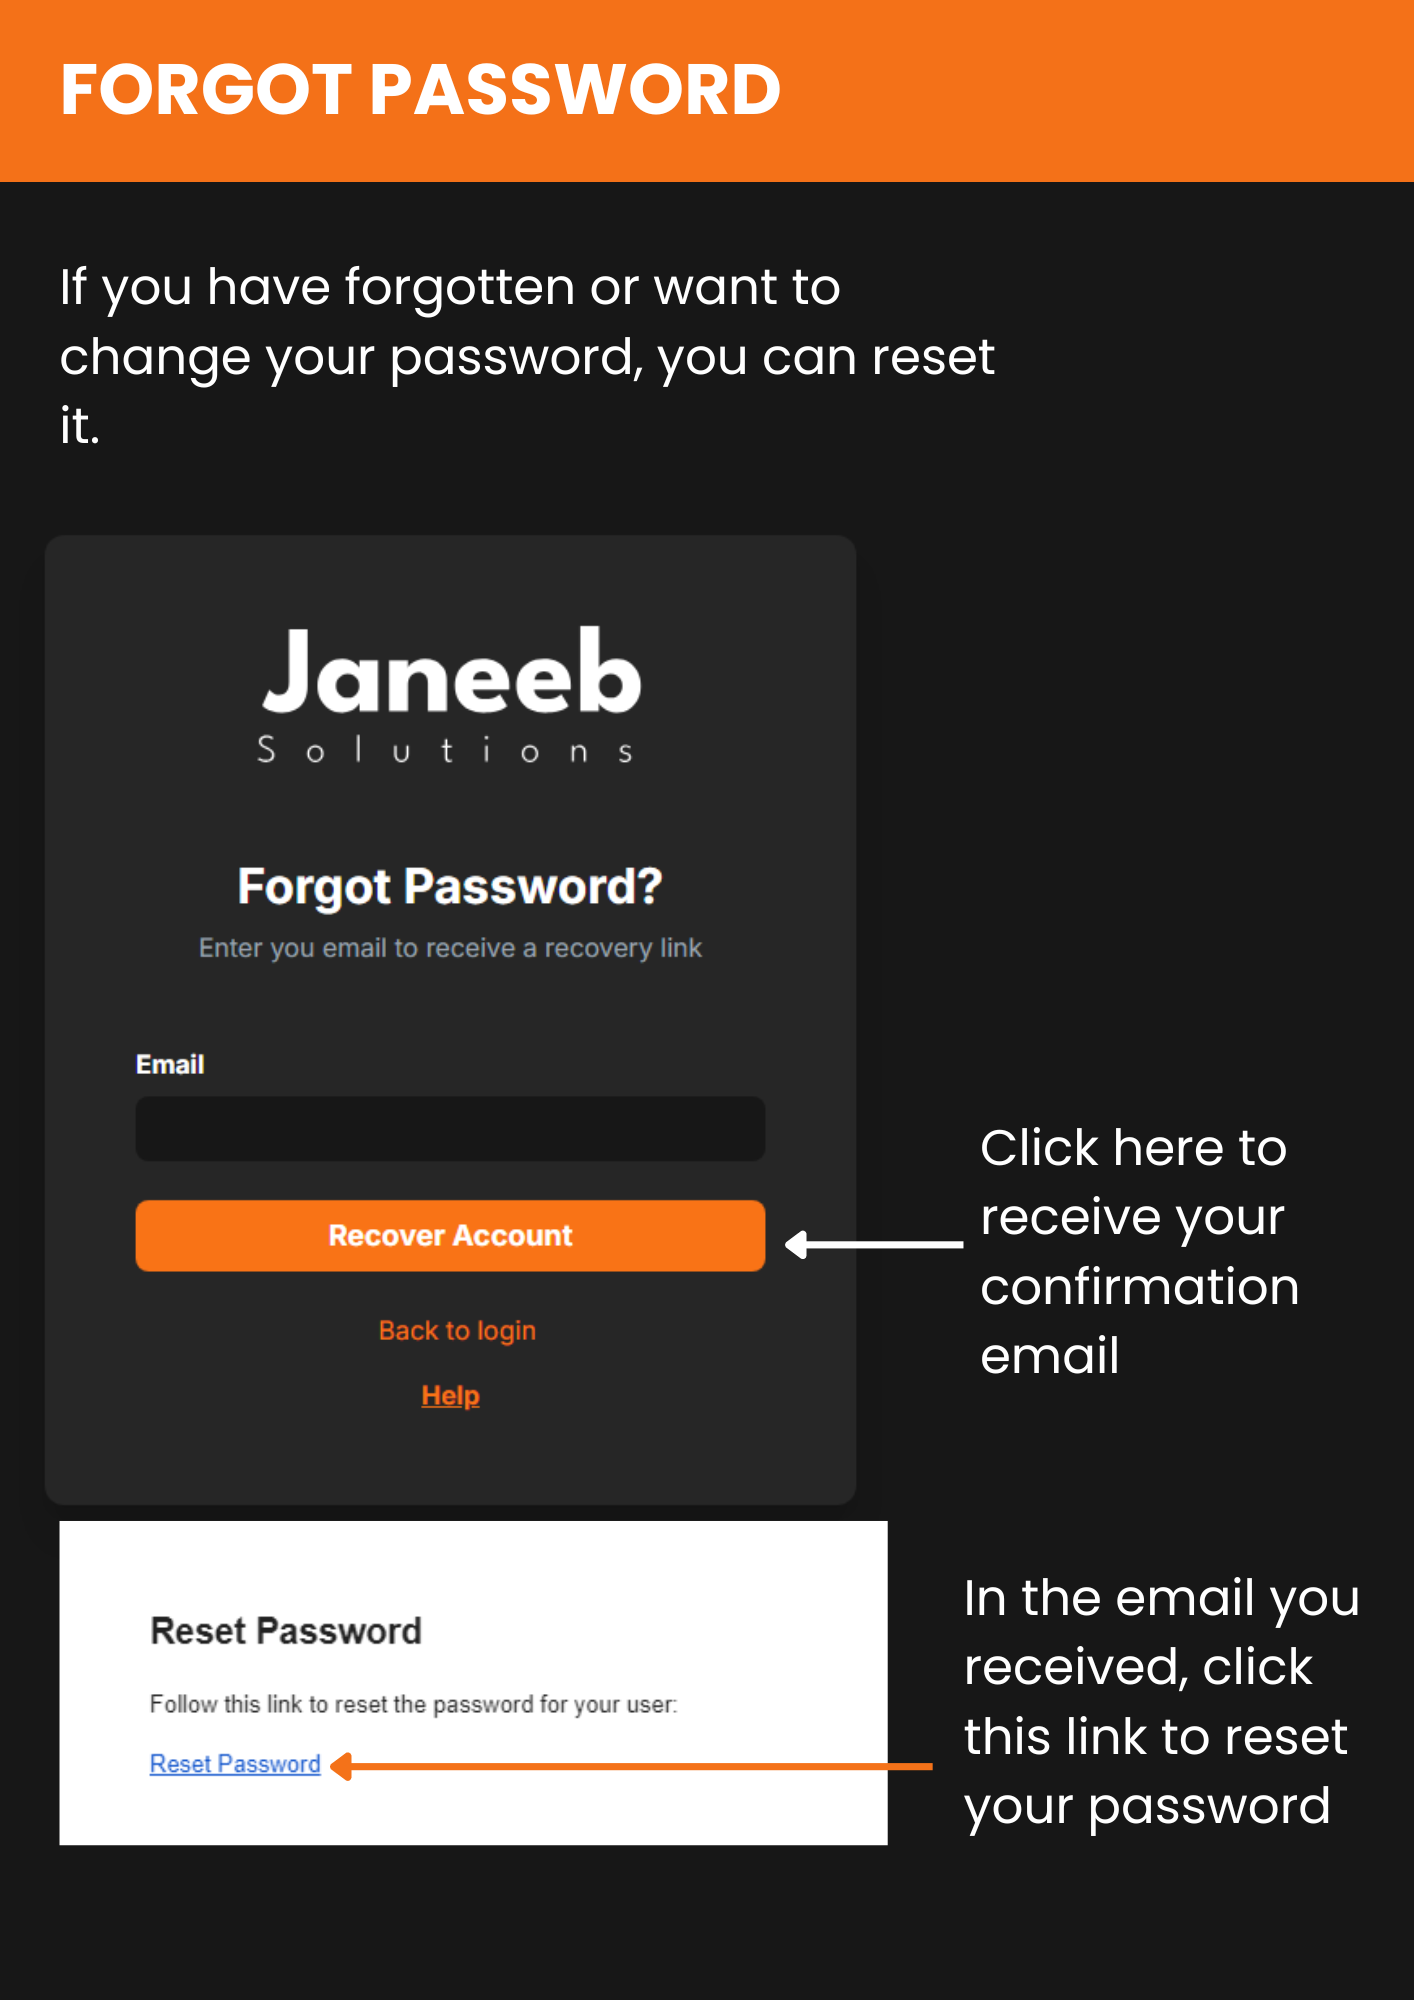 FORGOT PASSWORD
If you have forgotten or want to
change your password, you can reset
it.
Janeeb
Solutions
Forgot Password?
Enter you email to receive a recovery link
Email
Recover Account
Back to login
Help
Click here to
receive your
confirmation
email
Reset Password
Follow this link to reset the password for your user:
Reset Password
In the email you
received, click
this link to reset
your password